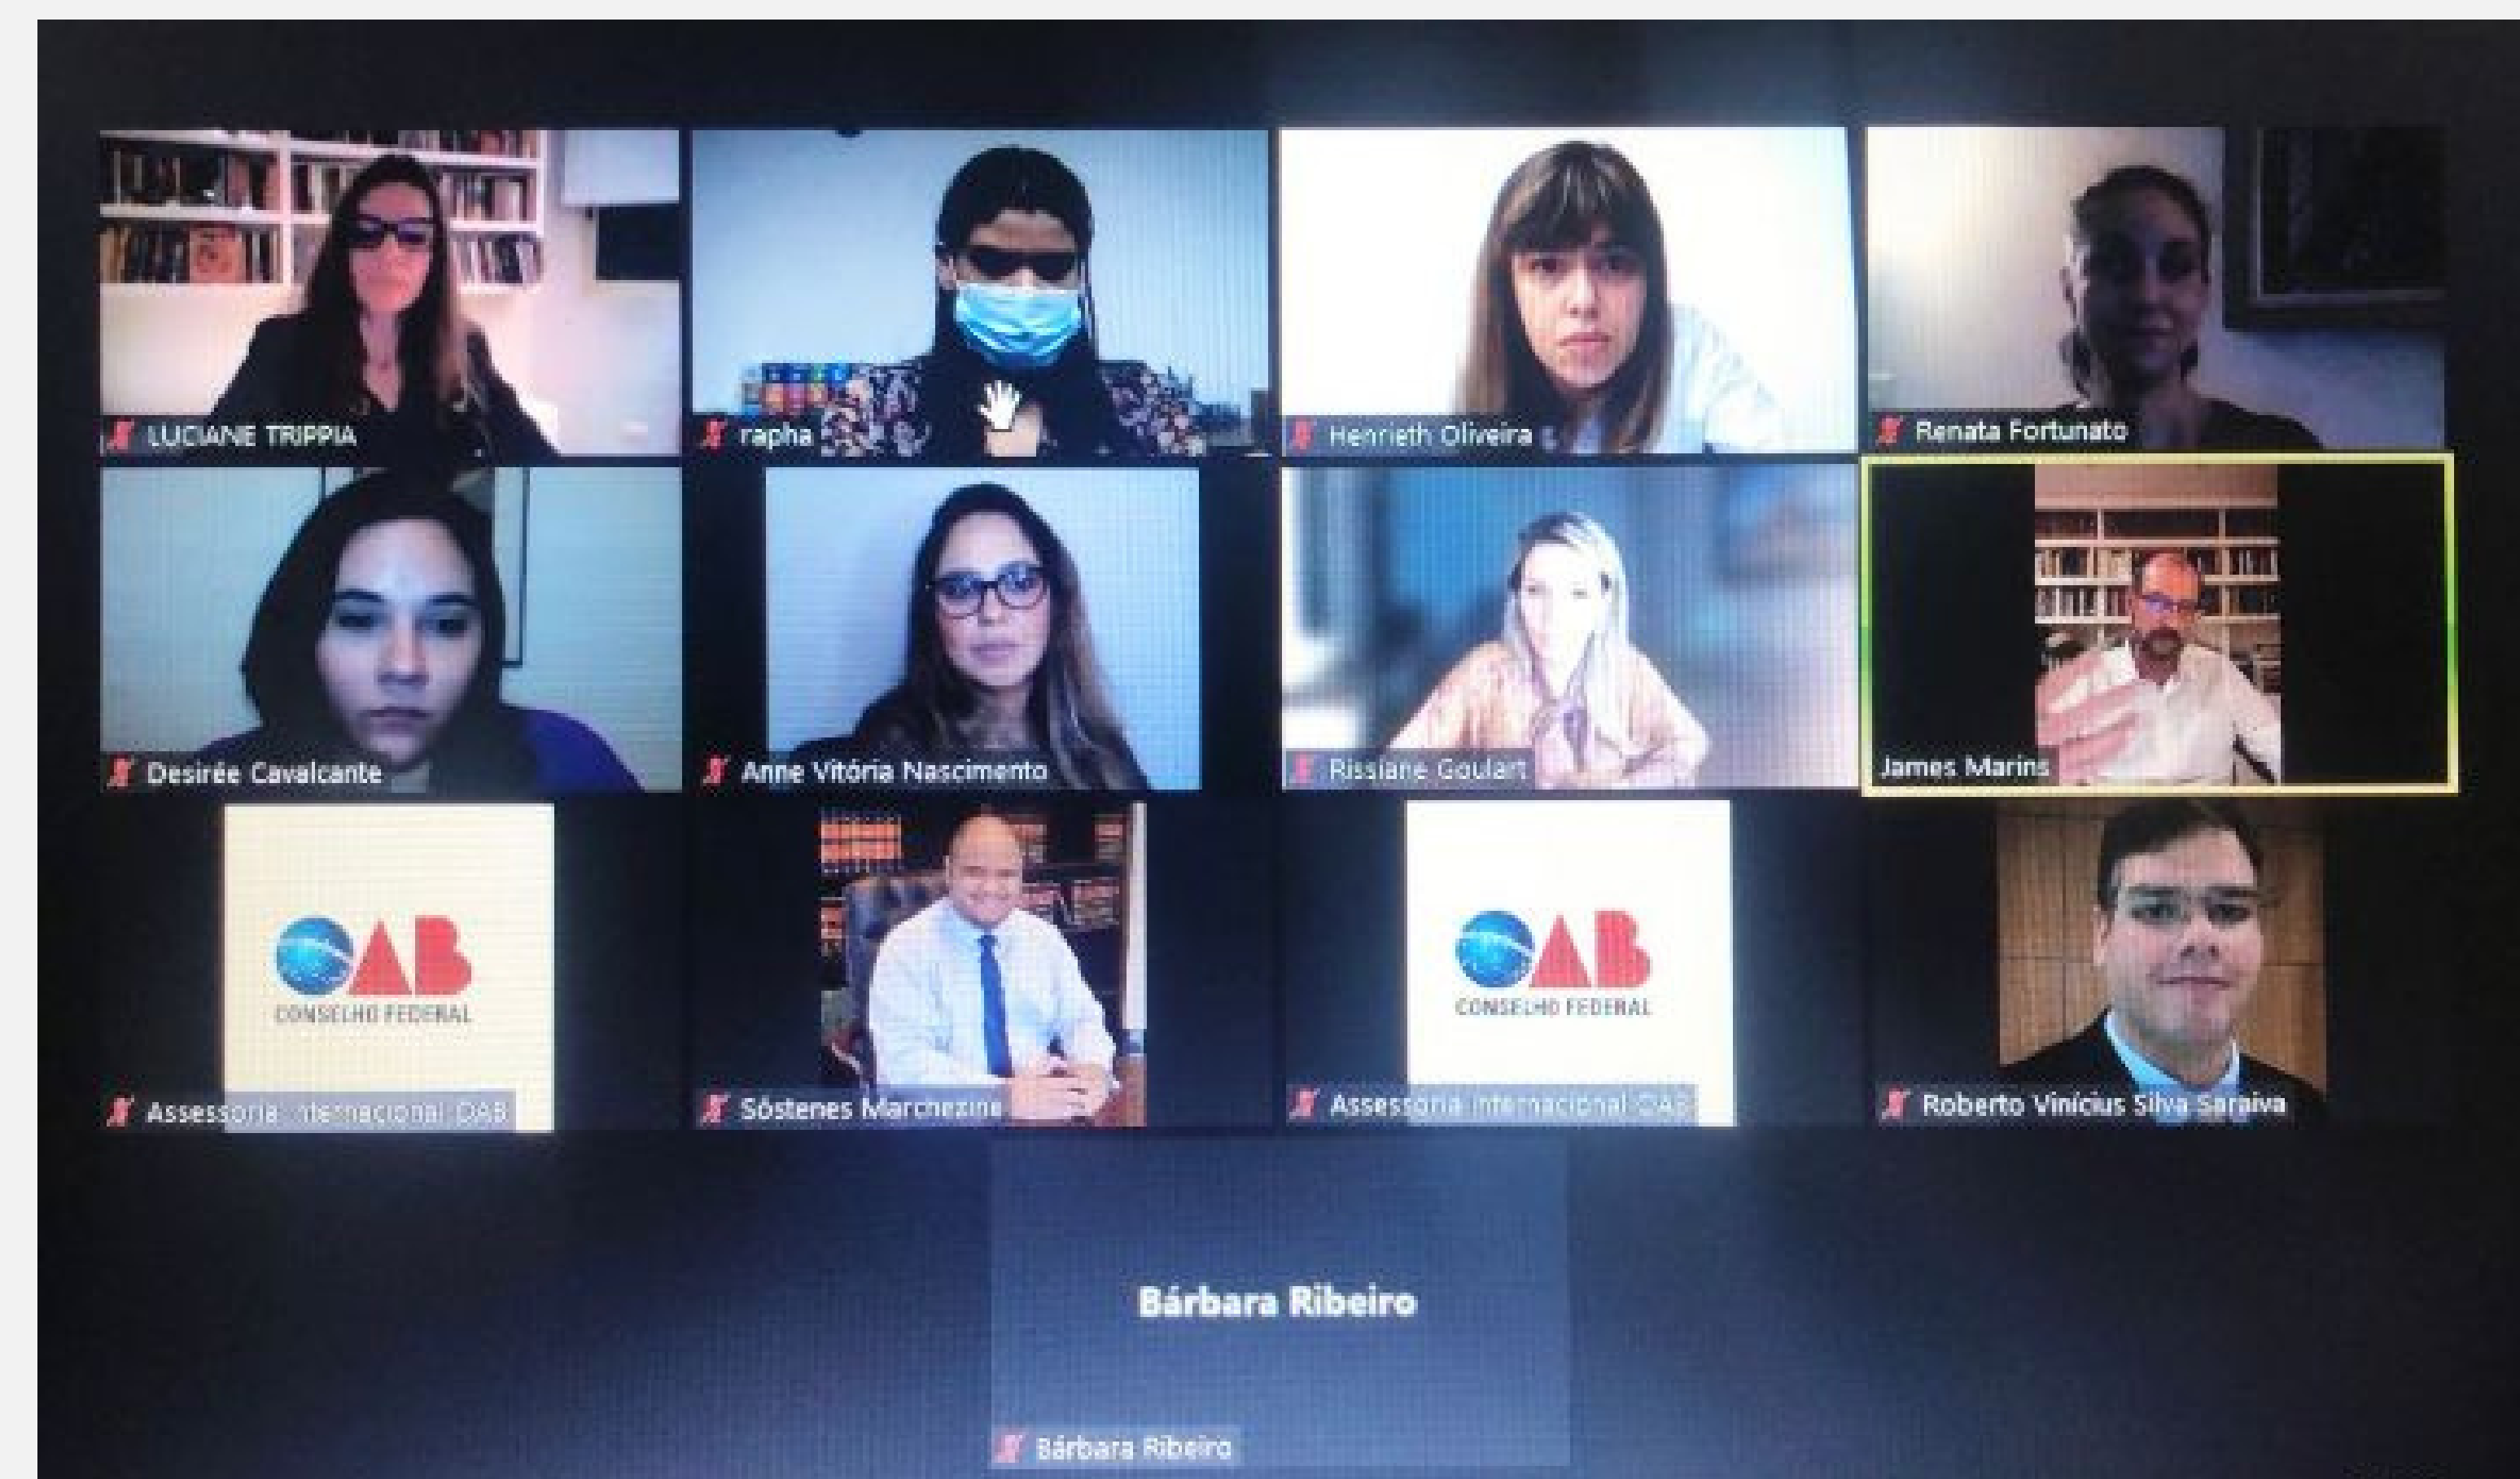 LUCIANE TRIPPIA
rapha
Henrieth Oliveira
Renata Fortunato
Desirée Cavalcante
Anne Vitória Nascimento
Rissiane Goulart
James Marins
OAB
CONSELHO FEDERAL
Assessoria Internacional OAB
Sóstenes Marchezine
OAB
CONSELHO FEDERAL
Assessoria Internacional OAB
Roberto Vinícius Silva Saraiva
Bárbara Ribeiro
Bárbara Ribeiro